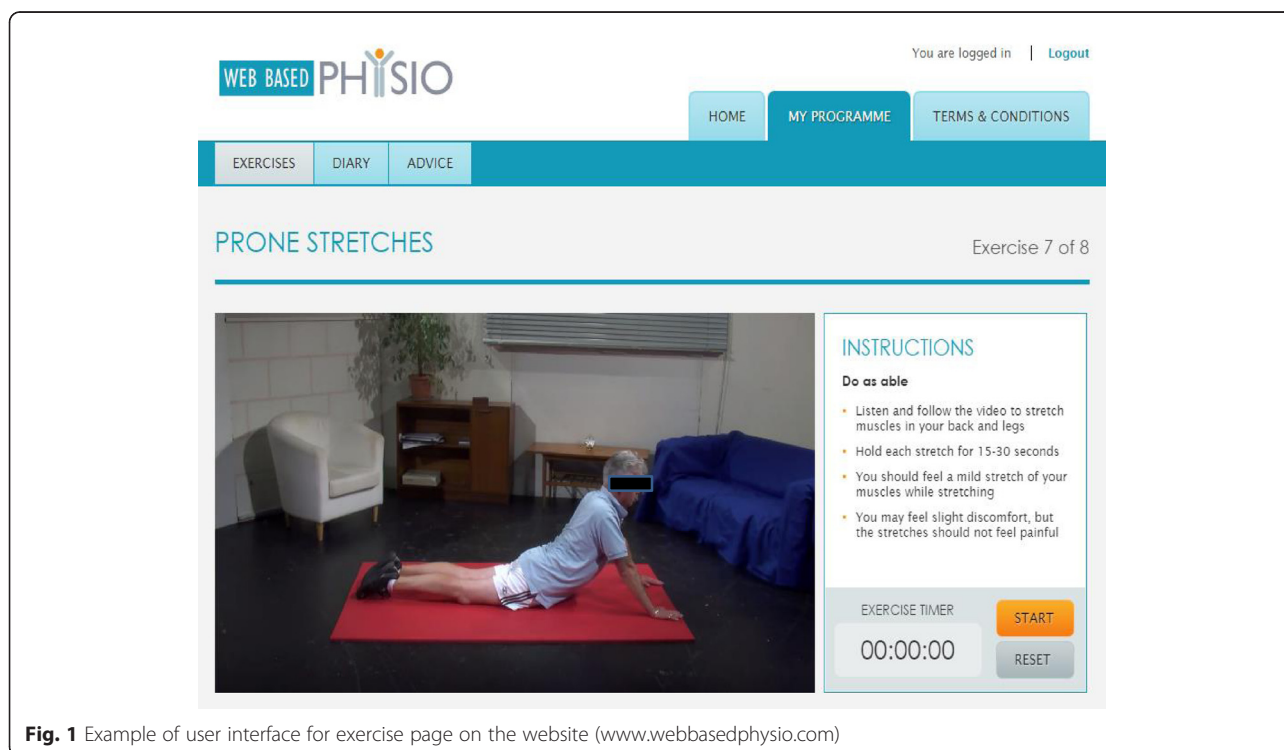 You are logged in | Logout
WEB BASED PHYSIO
HOME MY PROGRAMME TERMS & CONDITIONS
EXERCISES DIARY ADVICE
PRONE STRETCHES
Exercise 7 of 8
INSTRUCTIONS
Do as able
• Listen and follow the video to stretch
muscles in your back and legs
• Hold each stretch for 15-30 seconds
• You should feel a mild stretch of your
muscles while stretching
• You may feel slight discomfort, but
the stretches should not feel painful
EXERCISE TIMER
00:00:00
START
RESET
Fig. 1 Example of user interface for exercise page on the website (www.webbasedphysio.com)